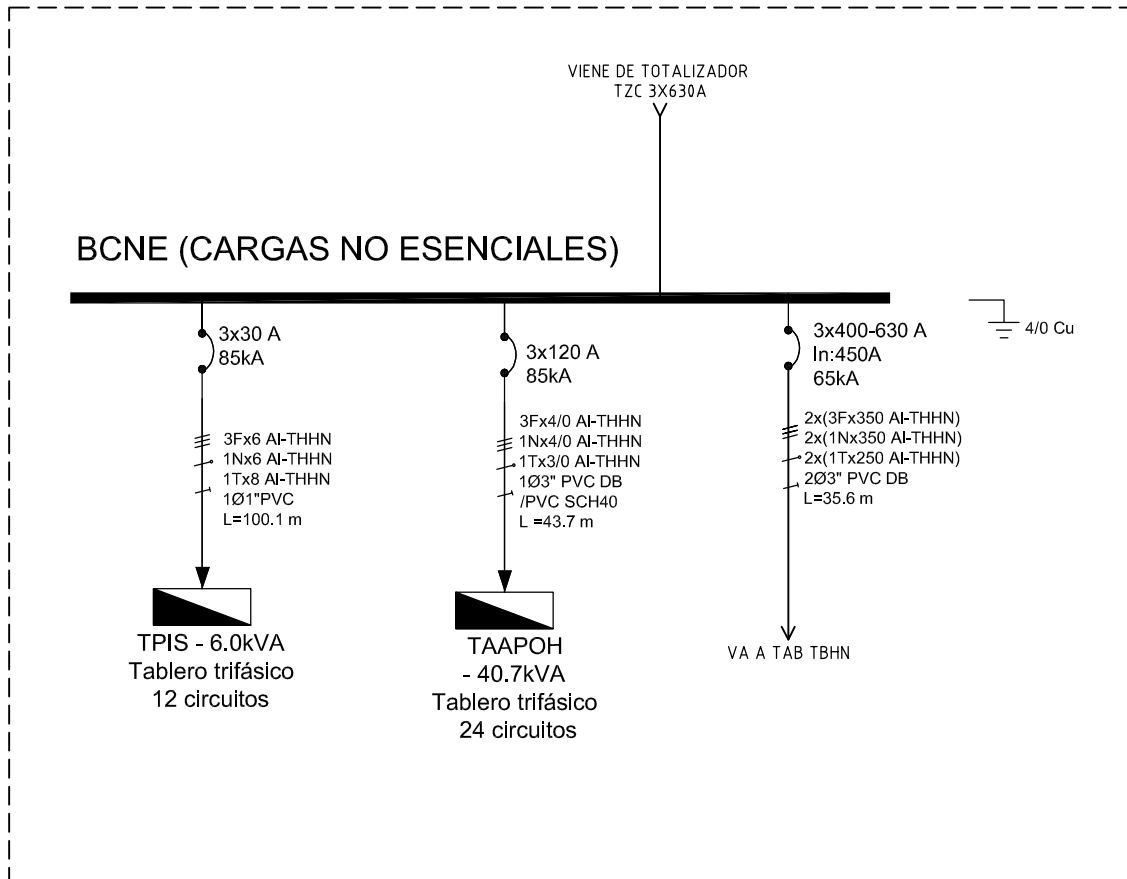 VIENE DE TOTALIZADOR
TZC 3X630A
BCNE (CARGAS NO ESENCIALES)
3x30 A
85kA
3Fx6 Al-THHN
1Nx6 Al-THHN
1Tx8 Al-THHN
1Ø1"PVC
L=100.1 m
TPIS - 6.0kVA
Tablero trifásico
12 circuitos
3x120 A
85kA
3Fx4/0 Al-THHN
1Nx4/0 Al-THHN
1Tx3/0 Al-THHN
1Ø3" PVC DB
/PVC SCH40
L =43.7 m
TAAPOH
- 40.7kVA
Tablero trifásico
24 circuitos
3x400-630 A
In:450A
65kA
2x(3Fx350 Al-THHN)
2x(1Nx350 Al-THHN)
2x(1Tx250 Al-THHN)
2Ø3" PVC DB
L=35.6 m
VA A TAB TBHN
4/0 Cu